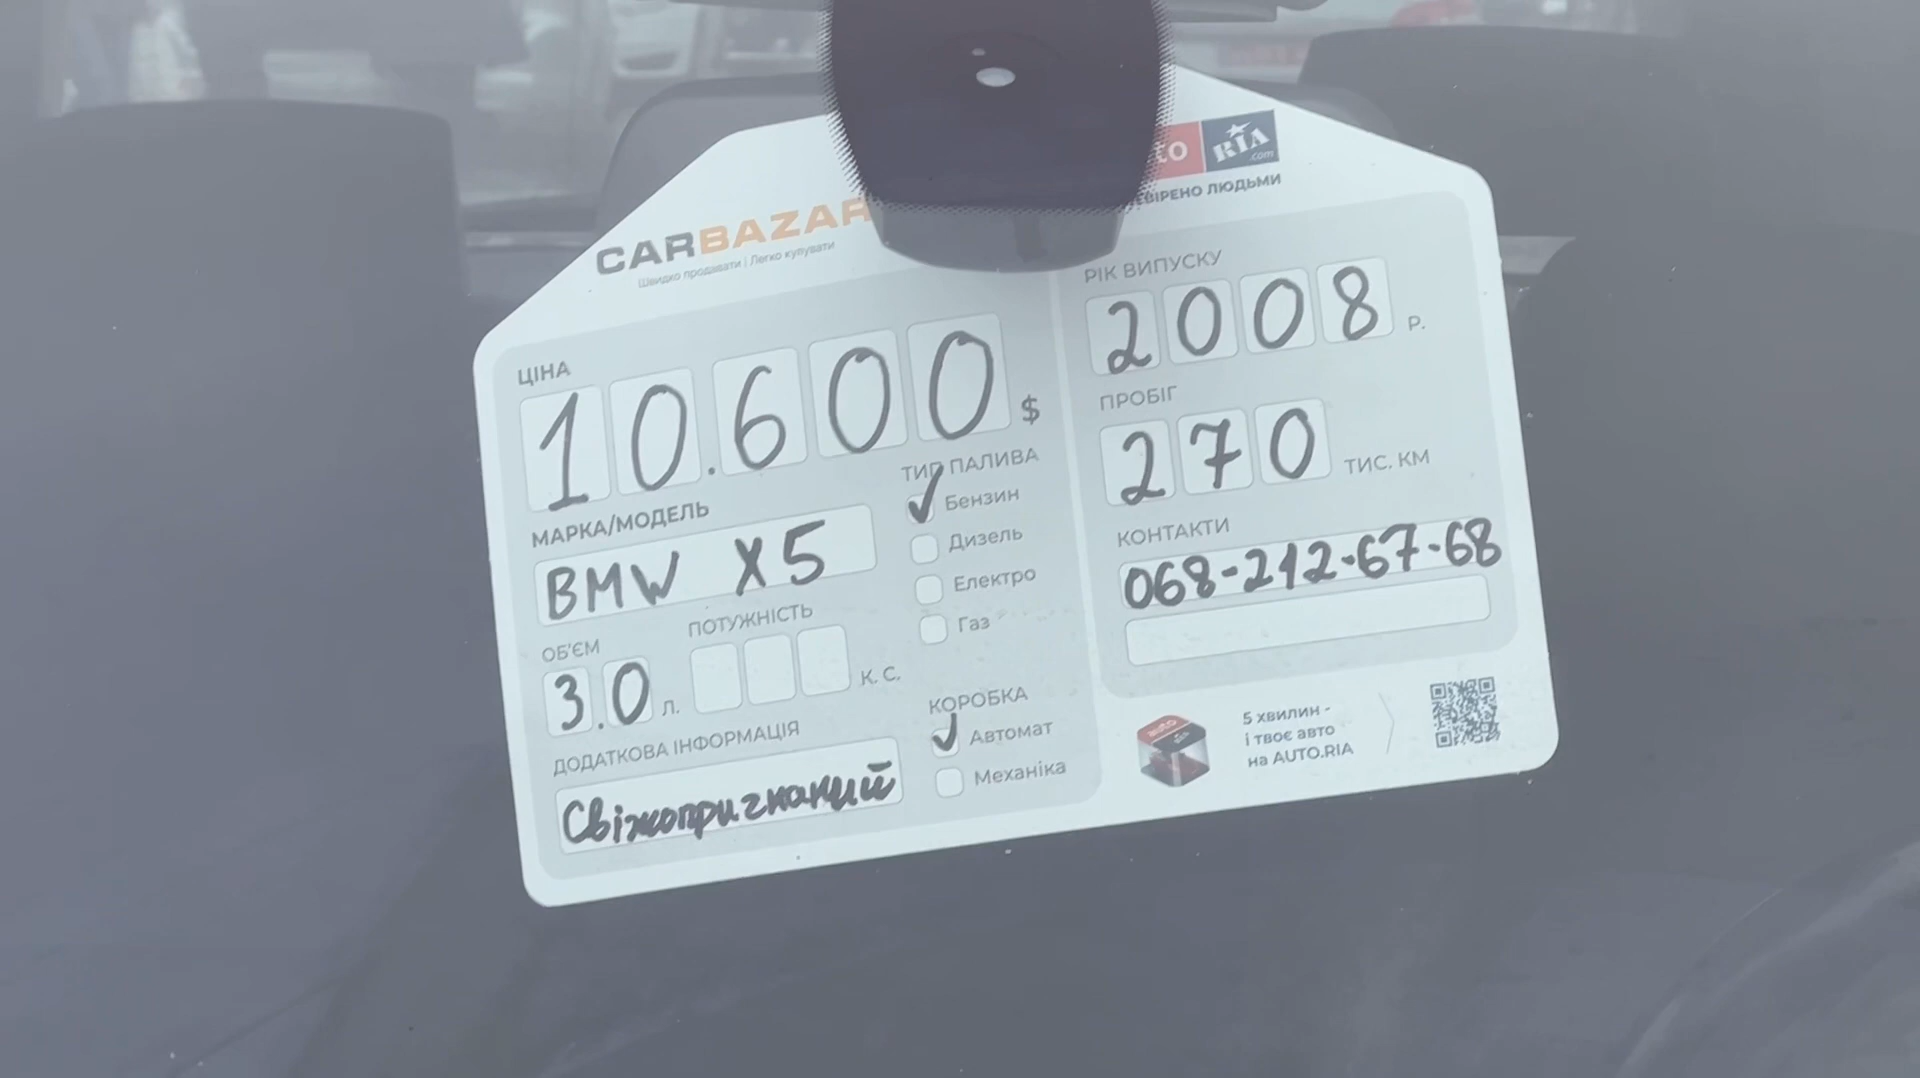 CARBAZAR
Швидко продавати | Легко купувати
RIA
.com
ЛЮДЬМИ
ЦІНА
10.600 $
МАРКА/МОДЕЛЬ
BMW X5
ОБ'ЄМ
3.0 Л.
ПОТУЖНІСТЬ
К. С.
ДОДАТКОВА ІНФОРМАЦІЯ
Свіжопригнаний
ТИП ПАЛИВА
✓ Бензин
Дизель
Електро
Газ
КОРОБКА
✓ Автомат
Механіка
РІК ВИПУСКУ
2008 Р.
ПРОБІГ
270 ТИС. КМ
КОНТАКТИ
068-212-67-68
5 ХВИЛИН -
і твоє авто
на AUTO.RIA